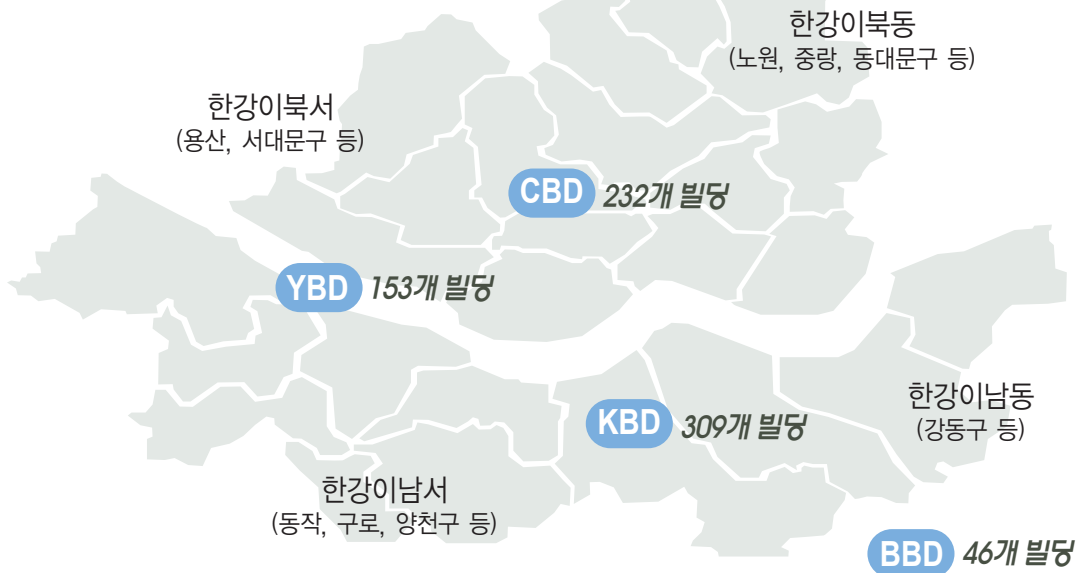 한강이북동
(노원, 중랑, 동대문구 등)
한강이북서
(용산, 서대문구 등)
CBD 232개 빌딩
YBD 153개 빌딩
한강이남동
(강동구 등)
KBD 309개 빌딩
한강이남서
(동작, 구로, 양천구 등)
BBD 46개 빌딩